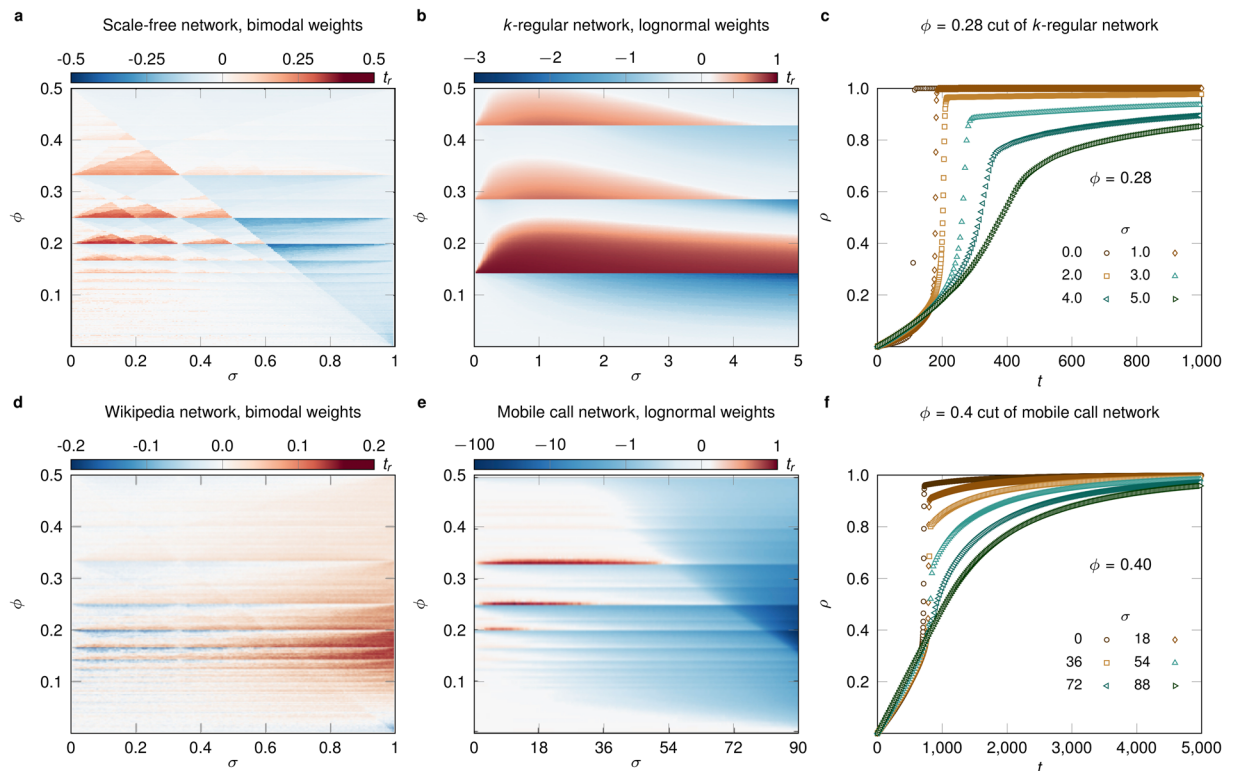 a
Scale-free network, bimodal weights
-0.5 -0.25 0 0.25 0.5
t_r
0.5
0.4
0.3
0.2
0.1
ϕ
0 0.2 0.4 0.6 0.8 1
σ
b
k-regular network, lognormal weights
−3 −2 −1 0 1
t_r
0.5
0.4
0.3
0.2
0.1
ϕ
0 1 2 3 4 5
σ
c
ϕ = 0.28 cut of k-regular network
1.0
0.8
0.6
0.4
0.2
ρ
ϕ = 0.28
σ
0.0 1.0
2.0 3.0
4.0 5.0
0 200 400 600 800 1,000
t
d
Wikipedia network, bimodal weights
-0.2 -0.1 0.0 0.1 0.2
t_r
0.5
0.4
0.3
0.2
0.1
ϕ
0 0.2 0.4 0.6 0.8 1
σ
e
Mobile call network, lognormal weights
−100 −10 −1 0 1
t_r
0.5
0.4
0.3
0.2
0.1
ϕ
0 18 36 54 72 90
σ
f
ϕ = 0.4 cut of mobile call network
1.0
0.8
0.6
0.4
0.2
ρ
ϕ = 0.40
σ
0 18
36 54
72 88
0 1,000 2,000 3,000 4,000 5,000
t